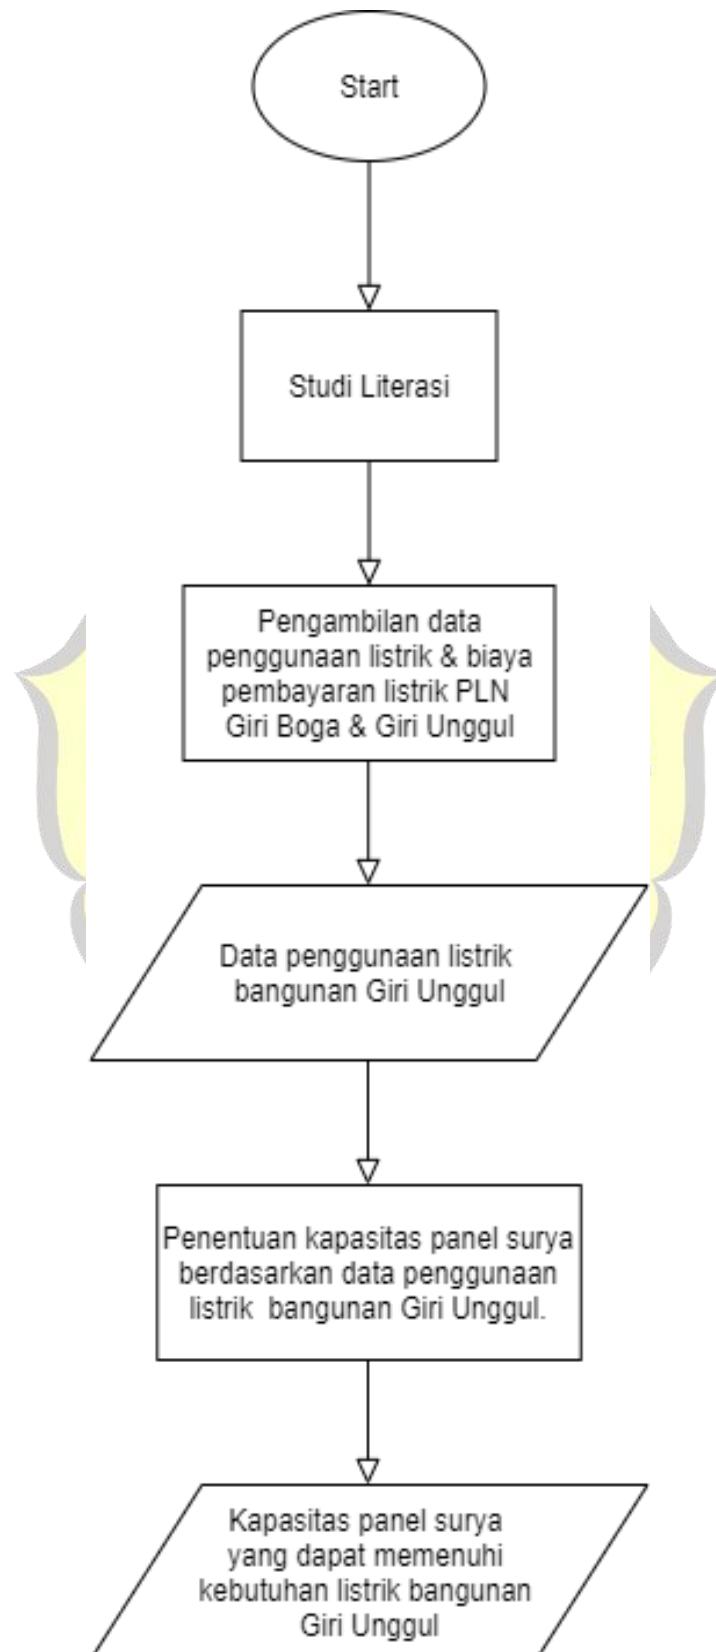 Start
Studi Literasi
Pengambilan data
penggunaan listrik & biaya
pembayaran listrik PLN
Giri Boga & Giri Unggul
Data penggunaan listrik
bangunan Giri Unggul
Penentuan kapasitas panel surya
berdasarkan data penggunaan
listrik bangunan Giri Unggul.
Kapasitas panel surya
yang dapat memenuhi
kebutuhan listrik bangunan
Giri Unggul